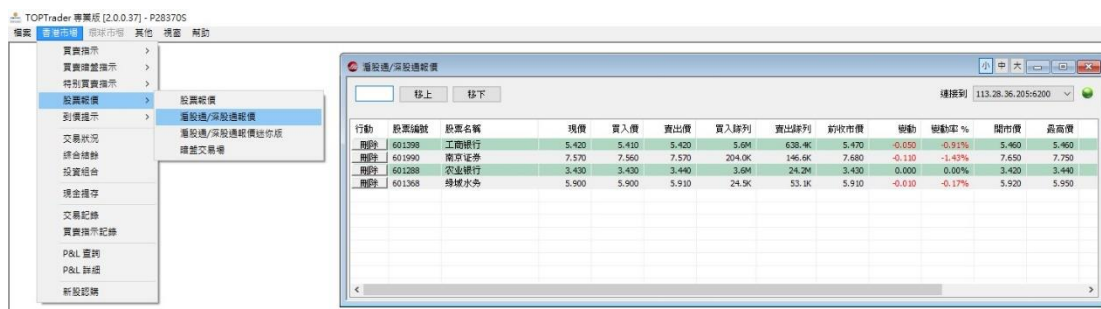 TOPTrader 專業版 [2.0.0.37] - P28370S
檔案 香港市場 環球市場 其他 視窗 幫助
買賣指示
買賣暗盤指示
特別買賣指示
股票報價
到價提示
交易狀況
綜合結餘
投資組合
現金提存
交易記錄
買賣指示記錄
P&L 查詢
P&L 詳細
新股認購
股票報價
滬股通/深股通報價
滬股通/深股通報價迷你版
暗盤交易場
滬股通/深股通報價 小 中 大
移上 移下 連接到 113.28.36.205:6200
行動 股票編號 股票名稱 現價 買入價 賣出價 買入排列 賣出排列 前收市價 變動 變動率 % 開市價 最高價
刪除 601398 工商银行 5.420 5.410 5.420 5.6M 638.4K 5.470 -0.050 -0.91% 5.460 5.460
刪除 601990 南京证券 7.570 7.560 7.570 204.0K 146.6K 7.680 -0.110 -1.43% 7.650 7.750
刪除 601288 农业银行 3.430 3.430 3.440 3.6M 24.2M 3.430 0.000 0.00% 3.420 3.440
刪除 601368 绿城水务 5.900 5.900 5.910 24.5K 53.1K 5.910 -0.010 -0.17% 5.920 5.950